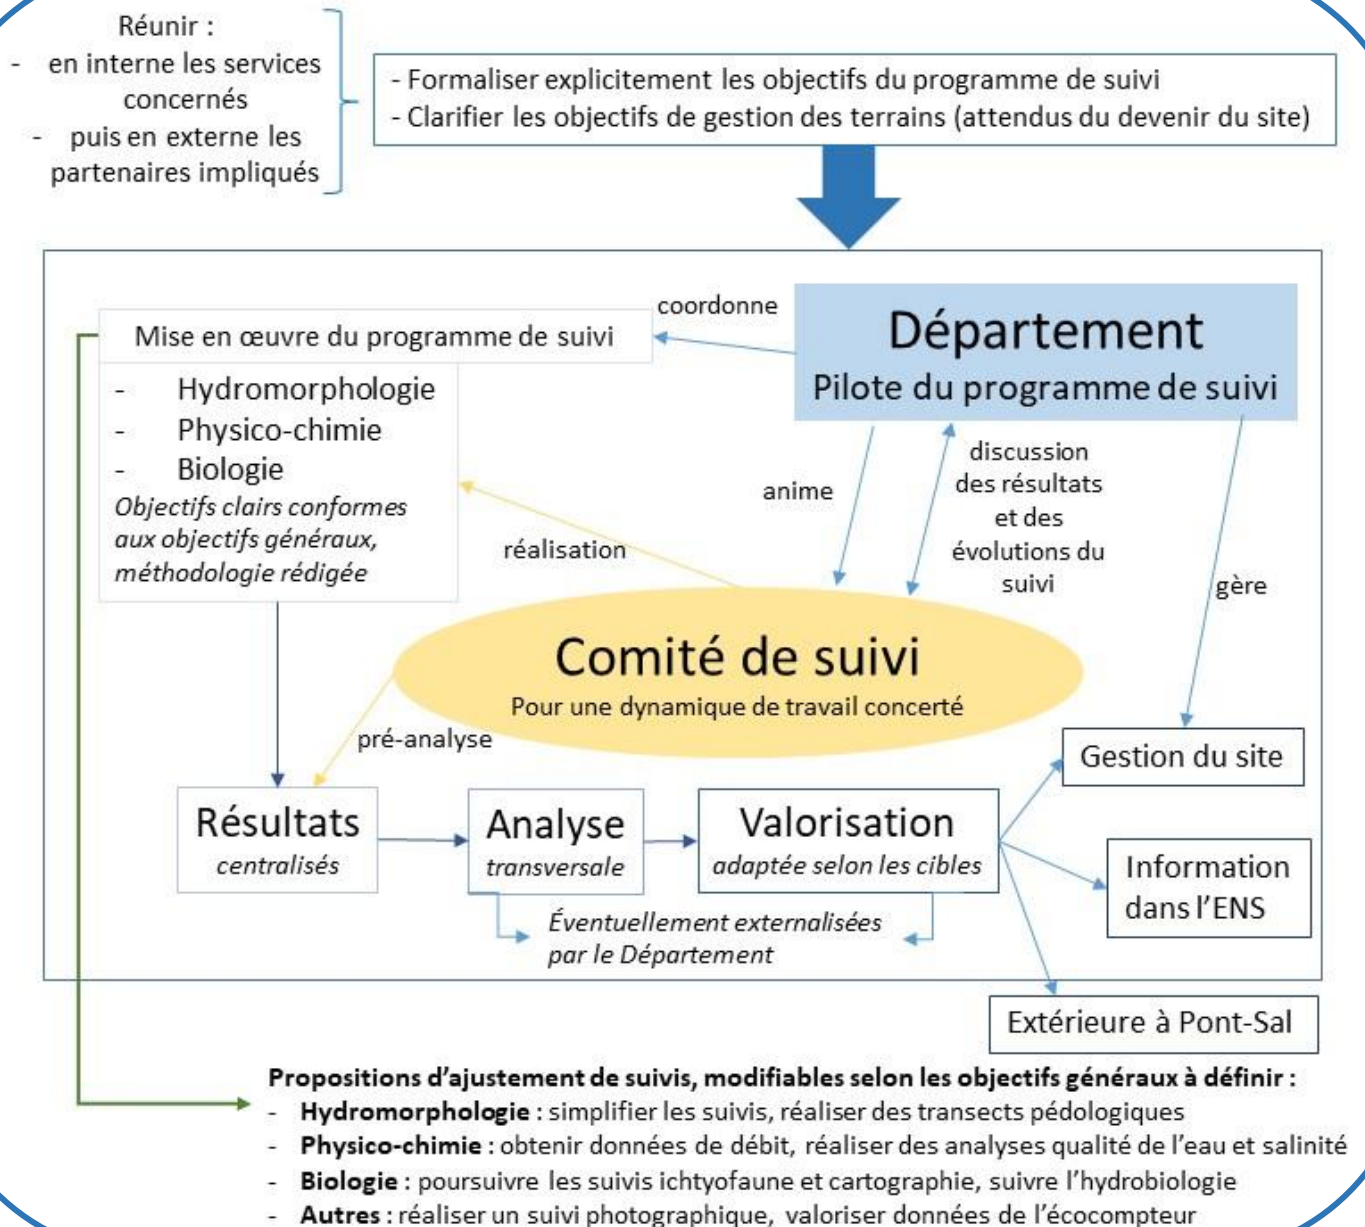 Réunir :
- en interne les services
concernés
- puis en externe les
partenaires impliqués
- Formaliser explicitement les objectifs du programme de suivi
- Clarifier les objectifs de gestion des terrains (attendus du devenir du site)
coordonne
Département
Pilote du programme de suivi
Mise en œuvre du programme de suivi
- Hydromorphologie
- Physico-chimie
- Biologie
Objectifs clairs conformes
aux objectifs généraux,
méthodologie rédigée
anime
discussion
des résultats
et des
évolutions du
suivi
gère
réalisation
Comité de suivi
Pour une dynamique de travail concerté
pré-analyse
Gestion du site
Résultats
centralisés
Analyse
transversale
Valorisation
adaptée selon les cibles
Information
dans l'ENS
Éventuellement externalisées
par le Département
Extérieure à Pont-Sal
Propositions d'ajustement de suivis, modifiables selon les objectifs généraux à définir :
- Hydromorphologie : simplifier les suivis, réaliser des transects pédologiques
- Physico-chimie : obtenir données de débit, réaliser des analyses qualité de l'eau et salinité
- Biologie : poursuivre les suivis ichtyofaune et cartographie, suivre l'hydrobiologie
- Autres : réaliser un suivi photographique, valoriser données de l'écocompteur